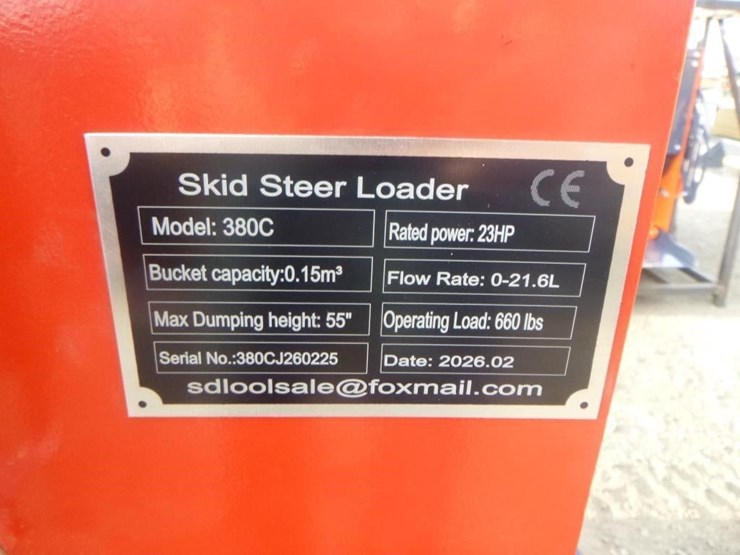 Skid Steer Loader CE
Model: 380C
Rated power: 23HP
Bucket capacity:0.15m³
Flow Rate: 0-21.6L
Max Dumping height: 55"
Operating Load: 660 lbs
Serial No.:380CJ260225
Date: 2026.02
sdloolsale@foxmail.com